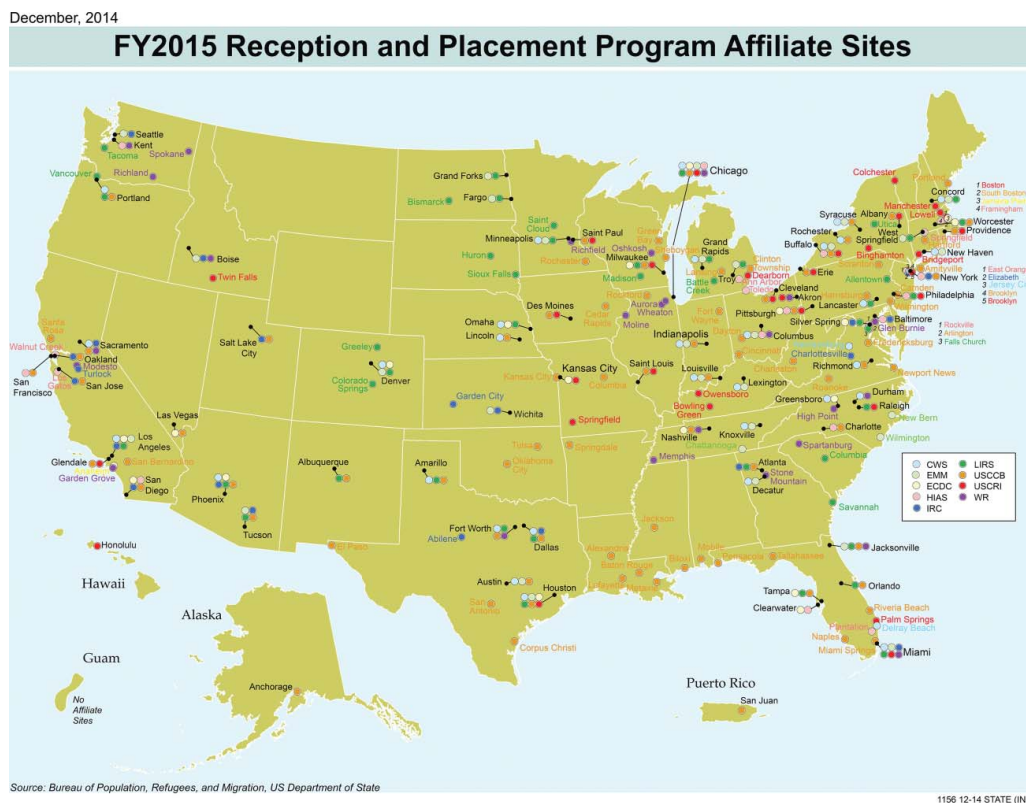 December, 2014
FY2015 Reception and Placement Program Affiliate Sites
Seattle
Kent
Tacoma
Spokane
Richland
Vancouver
Portland
Boise
Twin Falls
Grand Forks
Fargo
Bismarck
Saint
Cloud
Minneapolis
Saint Paul
Richfield
Rochester
Huron
Sioux Falls
Green
Bay
Sheboygan
Oshkosh
Milwaukee
Madison
Chicago
Grand
Rapids
Lansing
Battle
Creek
Clinton
Township
Troy
Dearborn
Ann Arbor
Toledo
Cleveland
Akron
Erie
Pittsburgh
Colchester
Portland
Concord
Manchester
Lowell
Worcester
Providence
Springfield
Hartford
New Haven
Bridgeport
1 Boston
2 South Boston
4 Framingham
Syracuse
Albany
Utica
Rochester
Buffalo
West
Springfield
Binghamton
Scranton
Amityville
New York
Allentown
Camden
Philadelphia
Wilmington
Harrisburg
Lancaster
1 East Orang
2 Elizabeth
3 Jersey C
4 Brooklyn
5 Brooklyn
Silver Spring
Baltimore
Glen Burnie
1 Rockville
2 Arlington
3 Falls Church
Fredericksburg
Charlottesville
Richmond
Newport News
Roanoke
Santa
Rosa
Walnut Creek
Sacramento
Oakland
Modesto
Turlock
San
Francisco
Los
Gatos
San Jose
Salt Lake
City
Greeley
Denver
Colorado
Springs
Omaha
Lincoln
Des Moines
Cedar
Rapids
Rockford
Aurora
Wheaton
Moline
Fort
Wayne
Indianapolis
Dayton
Columbus
Cincinnati
Charleston
Kansas City
Kansas City
Columbia
Saint Louis
Louisville
Lexington
Owensboro
Bowling
Green
Garden City
Wichita
Springfield
Las Vegas
Los
Angeles
Glendale
San Bernardino
Garden Grove
San
Diego
Phoenix
Tucson
Albuquerque
Amarillo
Tulsa
Oklahoma
City
Springdale
Nashville
Knoxville
Chattanooga
Memphis
Greensboro
High Point
Durham
Raleigh
New Bern
Charlotte
Wilmington
Spartanburg
Columbia
Atlanta
Stone
Mountain
Decatur
Savannah
CWS
EMM
ECDC
HIAS
IRC
LIRS
USCCB
USCRI
WR
El Paso
Abilene
Fort Worth
Dallas
Austin
Houston
San
Antonio
Corpus Christi
Jackson
Alexandria
Baton Rouge
Lafayette
Biloxi
Mobile
Pensacola
Tallahassee
Jacksonville
Orlando
Tampa
Clearwater
Riveria Beach
Palm Springs
Plantation
Delray Beach
Naples
Miami Springs
Miami
Honolulu
Hawaii
Alaska
Guam
No
Affiliate
Sites
Anchorage
Puerto Rico
San Juan
Source: Bureau of Population, Refugees, and Migration, US Department of State
1156 12-14 STATE (IN